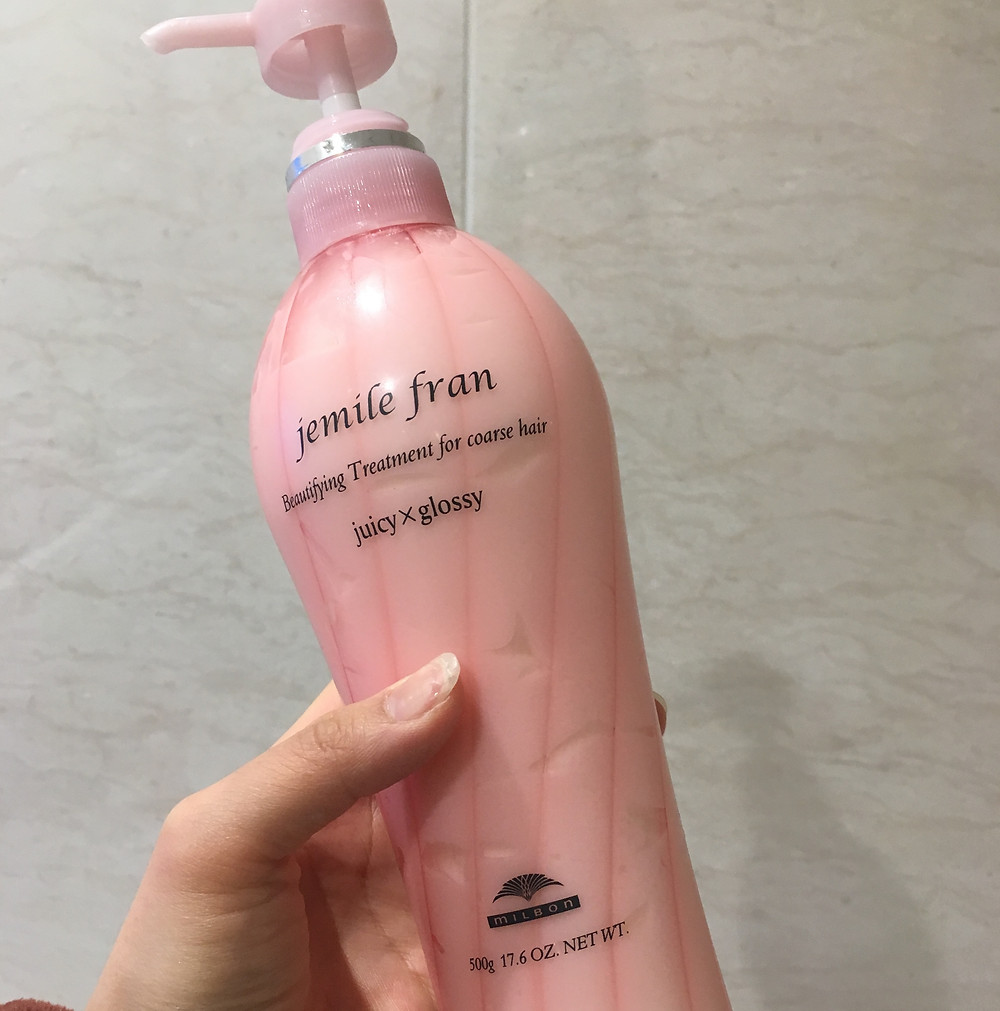 jemile fran
Beautifying Treatment for coarse hair
juicy×glossy
MILBON
500g 17.6 OZ. NET WT.